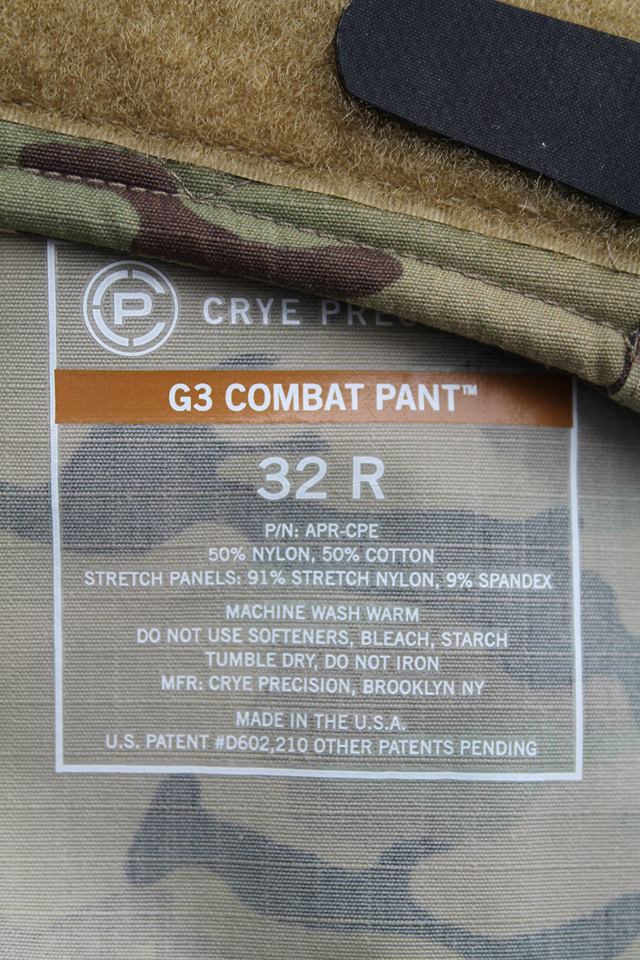 CP
CRYE
G3 COMBAT PANT™
32 R
P/N: APR-CPE
50% NYLON, 50% COTTON
STRETCH PANELS: 91% STRETCH NYLON, 9% SPANDEX
MACHINE WASH WARM
DO NOT USE SOFTENERS, BLEACH, STARCH
TUMBLE DRY, DO NOT IRON
MFR: CRYE PRECISION, BROOKLYN NY
MADE IN THE U.S.A.
U.S. PATENT #D602,210 OTHER PATENTS PENDING